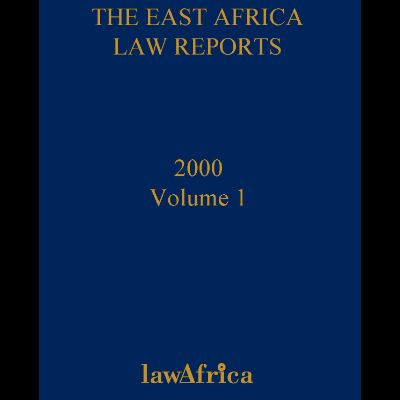 THE EAST AFRICA
LAW REPORTS
2000
Volume 1
lawAfrica